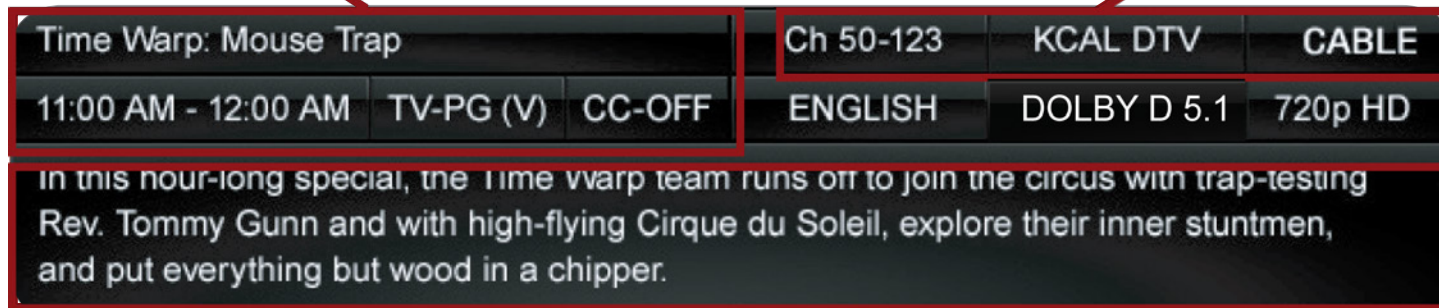 Time Warp: Mouse Trap Ch 50-123 KCAL DTV CABLE
11:00 AM - 12:00 AM TV-PG (V) CC-OFF ENGLISH DOLBY D 5.1 720p HD
In this hour-long special, the Time Warp team runs off to join the circus with trap-testing
Rev. Tommy Gunn and with high-flying Cirque du Soleil, explore their inner stuntmen,
and put everything but wood in a chipper.